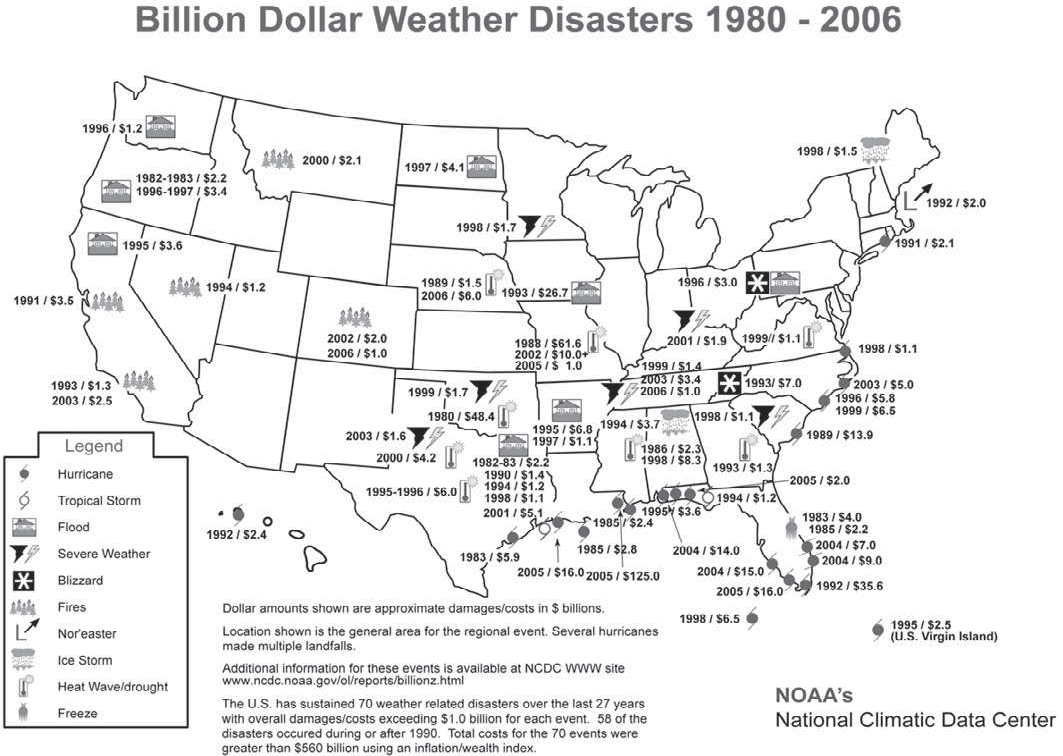 Billion Dollar Weather Disasters 1980 - 2006
1996 / $1.2
1982-1983 / $2.2
1996-1997 / $3.4
2000 / $2.1
1997 / $4.1
1998 / $1.5
1992 / $2.0
1998 / $1.7
1991 / $2.1
1995 / $3.6
1994 / $1.2
1991 / $3.5
1989 / $1.5
2006 / $6.0
1993 / $26.7
1996 / $3.0
2002 / $2.0
2006 / $1.0
1988 / $61.6
2002 / $10.0+
2005 / $ 1.0
2001 / $1.9
1999// $1.1
1998 / $1.1
1993 / $1.3
2003 / $2.5
1999 / $1.4
2003 / $3.4
2006 / $1.0
1993/ $7.0
2003 / $5.0
1996 / $5.8
1999 / $6.5
1999 / $1.7
1980 / $48.4
1995 / $6.8
1997 / $1.1
1994 / $3.7
1998 / $1.1
1989 / $13.9
2003 / $1.6
2000 / $4.2
1986 / $2.3
1998 / $8.3
1993 / $1.3
1982-83 / $2.2
1990 / $1.4
1994 / $1.2
1998 / $1.1
2001 / $5.1
1995-1996 / $6.0
2005 / $2.0
1994 / $1.2
1995 / $3.6
1985 / $2.4
1985 / $2.8
1983 / $5.9
2005 / $16.0
2005 / $125.0
2004 / $14.0
1983 / $4.0
1985 / $2.2
2004 / $7.0
2004 / $9.0
2004 / $15.0
2005 / $16.0
1992 / $35.6
1992 / $2.4
1998 / $6.5
1995 / $2.5
(U.S. Virgin Island)
Legend
Hurricane
Tropical Storm
Flood
Severe Weather
Blizzard
Fires
Nor'easter
Ice Storm
Heat Wave/drought
Freeze
Dollar amounts shown are approximate damages/costs in $ billions.
Location shown is the general area for the regional event. Several hurricanes
made multiple landfalls.
Additional information for these events is available at NCDC WWW site
www.ncdc.noaa.gov/ol/reports/billionz.html
The U.S. has sustained 70 weather related disasters over the last 27 years
with overall damages/costs exceeding $1.0 billion for each event. 58 of the
disasters occured during or after 1990. Total costs for the 70 events were
greater than $560 billion using an inflation/wealth index.
NOAA's
National Climatic Data Center